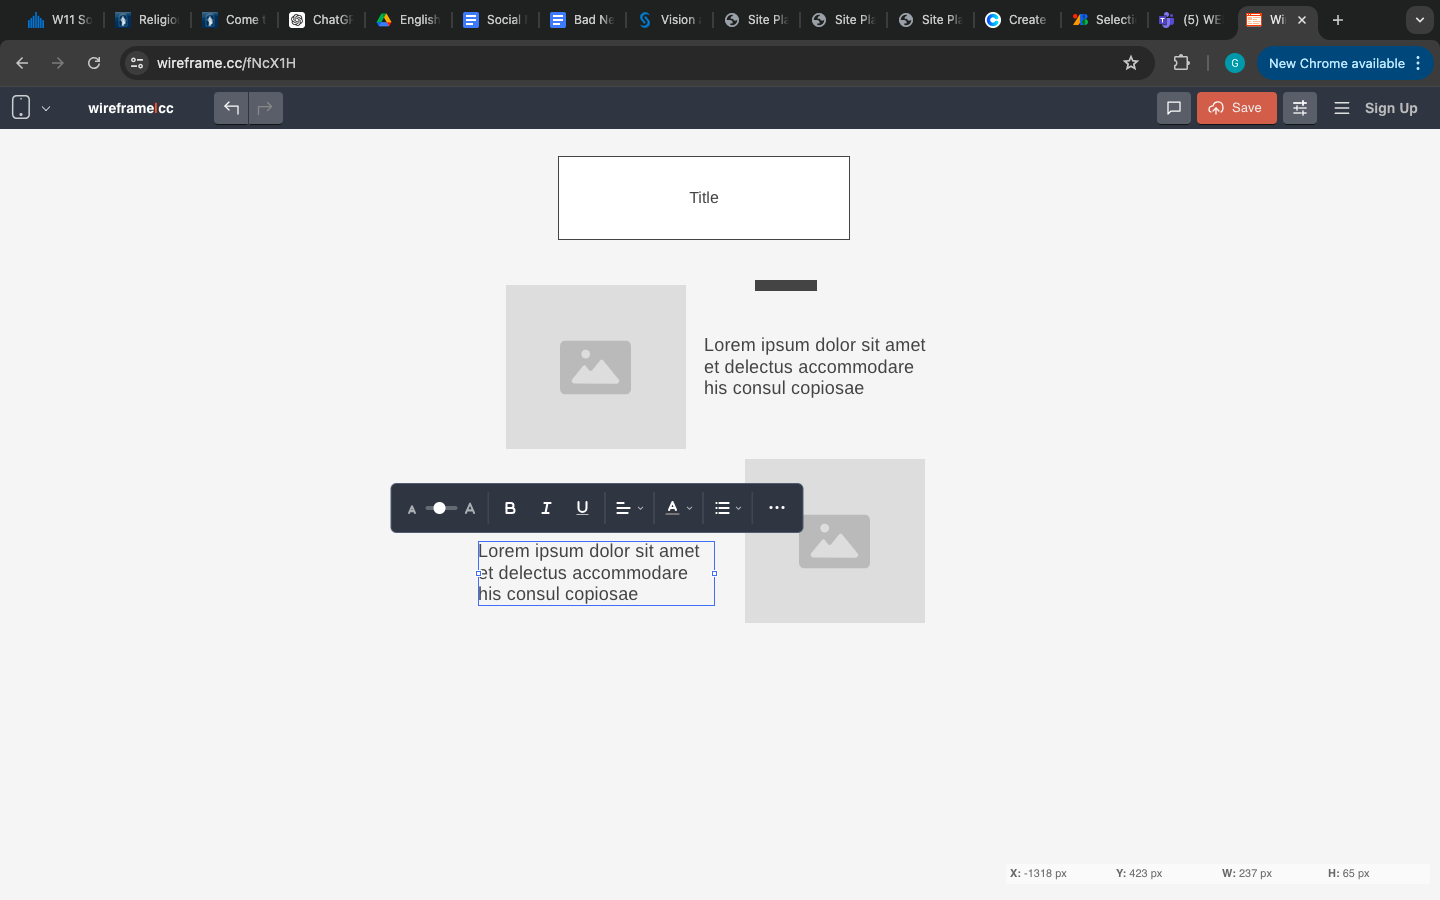 W11 Sc
Religio
Come t
ChatGP
English
Social
Bad Ne
Vision
Site Pla
Site Pla
Site Pla
Create
Selecti
(5) WE
Wi
wireframe.cc/fNcX1H
G
New Chrome available
wireframe|cc
Save
Sign Up
Title
Lorem ipsum dolor sit amet
et delectus accommodare
his consul copiosae
A A B I U A
Lorem ipsum dolor sit amet
et delectus accommodare
his consul copiosae
X: -1318 px Y: 423 px W: 237 px H: 65 px